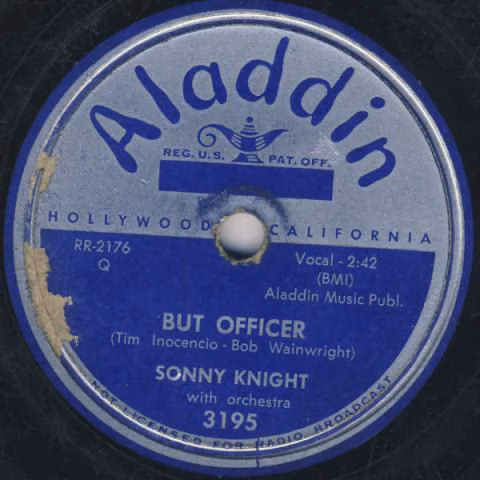 Aladdin
REG. U.S. PAT. OFF.
HOLLYWOOD CALIFORNIA
RR-2176
Q
Vocal - 2:42
(BMI)
Aladdin Music Publ.
BUT OFFICER
(Tim Inocencio - Bob Wainwright)
SONNY KNIGHT
with orchestra
3195
NOT LICENSED FOR RADIO BROADCAST